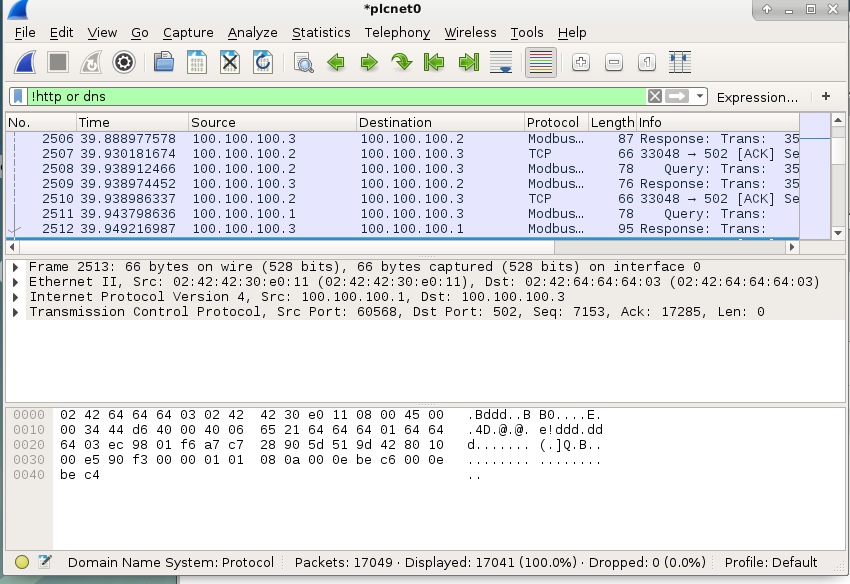 *plcnet0
File Edit View Go Capture Analyze Statistics Telephony Wireless Tools Help
!http or dns Expression... +
No. Time Source Destination Protocol Length Info
2506 39.888977578 100.100.100.3 100.100.100.2 Modbus... 87 Response: Trans: 35
2507 39.930181674 100.100.100.2 100.100.100.3 TCP 66 33048 → 502 [ACK] Se
2508 39.938912466 100.100.100.2 100.100.100.3 Modbus... 78 Query: Trans: 35
2509 39.938974452 100.100.100.3 100.100.100.2 Modbus... 76 Response: Trans: 35
2510 39.938986337 100.100.100.2 100.100.100.3 TCP 66 33048 → 502 [ACK] Se
2511 39.943798636 100.100.100.1 100.100.100.3 Modbus... 78 Query: Trans:
2512 39.949216987 100.100.100.3 100.100.100.1 Modbus... 95 Response: Trans:
Frame 2513: 66 bytes on wire (528 bits), 66 bytes captured (528 bits) on interface 0
Ethernet II, Src: 02:42:42:30:e0:11 (02:42:42:30:e0:11), Dst: 02:42:64:64:64:03 (02:42:64:64:64:03)
Internet Protocol Version 4, Src: 100.100.100.1, Dst: 100.100.100.3
Transmission Control Protocol, Src Port: 60568, Dst Port: 502, Seq: 7153, Ack: 17285, Len: 0
0000 02 42 64 64 64 03 02 42 42 30 e0 11 08 00 45 00 .Bddd..B B0....E.
0010 00 34 44 d6 40 00 40 06 65 21 64 64 64 01 64 64 .4D.@.@. e!ddd.dd
0020 64 03 ec 98 01 f6 a7 c7 28 90 5d 51 9d 42 80 10 d....... (.]Q.B..
0030 00 e5 90 f3 00 00 01 01 08 0a 00 0e be c6 00 0e ........ ........
0040 be c4 ..
Domain Name System: Protocol Packets: 17049 · Displayed: 17041 (100.0%) · Dropped: 0 (0.0%) Profile: Default